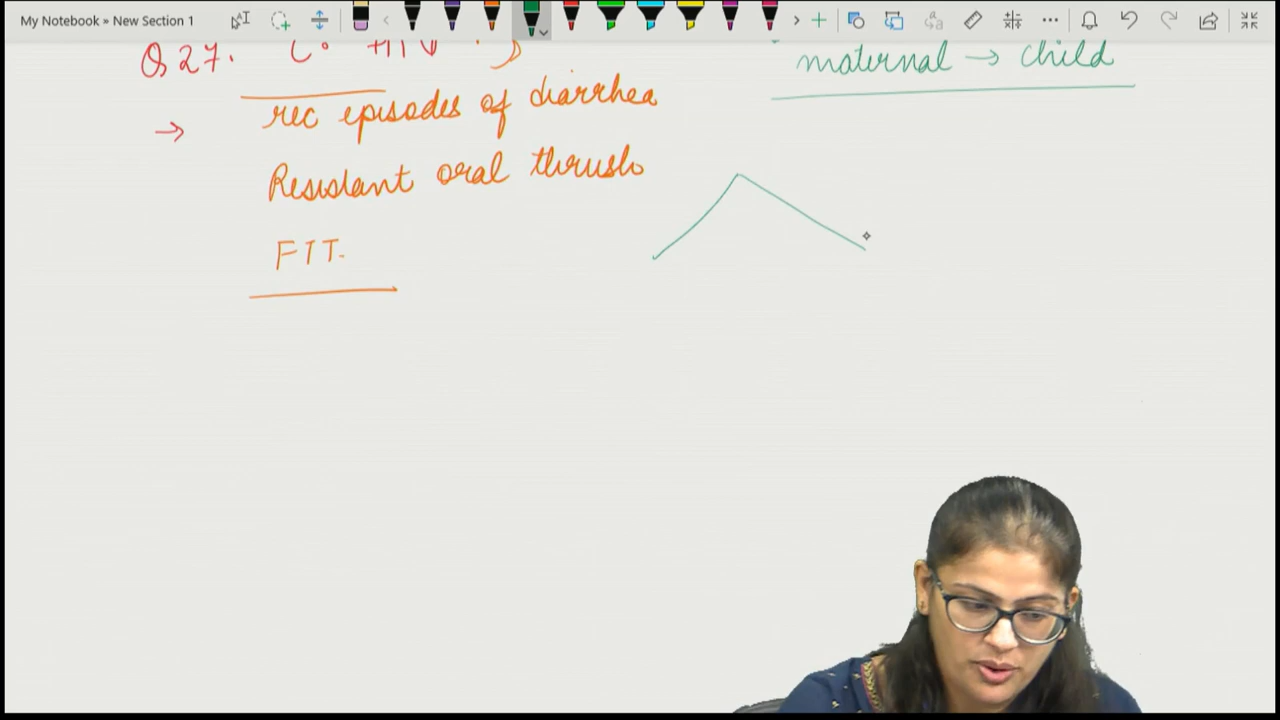 My Notebook » New Section 1
maternal → child
Q 27.
→ rec episodes of diarrhea
Resistant oral thrush
FTT.